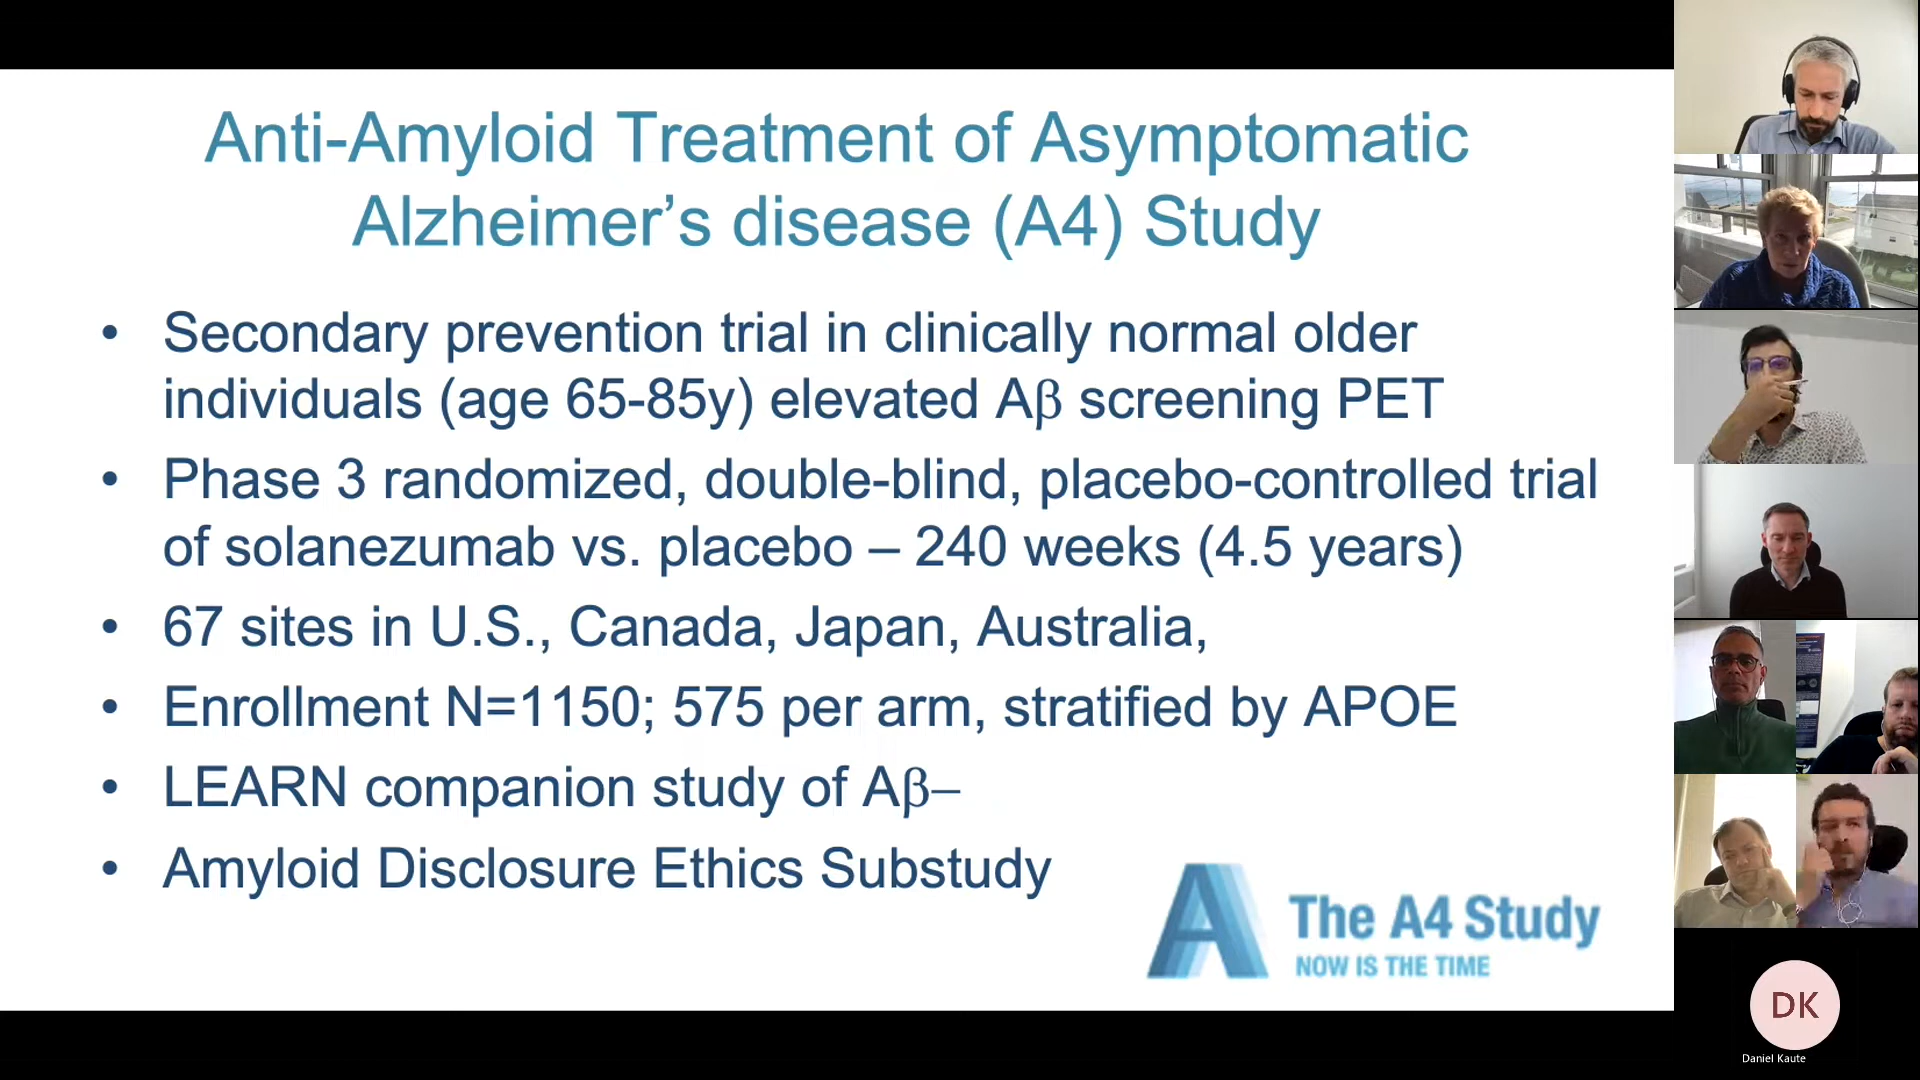 Anti-Amyloid Treatment of Asymptomatic
Alzheimer’s disease (A4) Study
• Secondary prevention trial in clinically normal older
individuals (age 65-85y) elevated Aβ screening PET
• Phase 3 randomized, double-blind, placebo-controlled trial
of solanezumab vs. placebo – 240 weeks (4.5 years)
• 67 sites in U.S., Canada, Japan, Australia,
• Enrollment N=1150; 575 per arm, stratified by APOE
• LEARN companion study of Aβ–
• Amyloid Disclosure Ethics Substudy
A
The A4 Study
NOW IS THE TIME
DK
Daniel Kaute